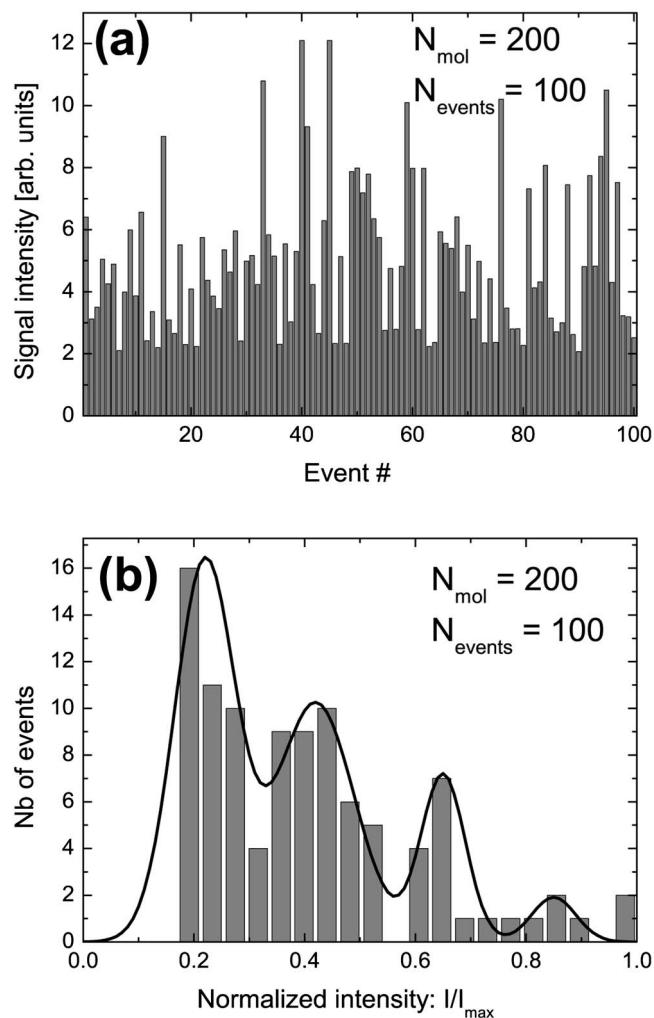 (a)
N_mol = 200
N_events = 100
Signal intensity [arb. units]
12
10
8
6
4
2
0
20 40 60 80 100
Event #
(b)
N_mol = 200
N_events = 100
Nb of events
16
14
12
10
8
6
4
2
0
0.0 0.2 0.4 0.6 0.8 1.0
Normalized intensity: I/I_max